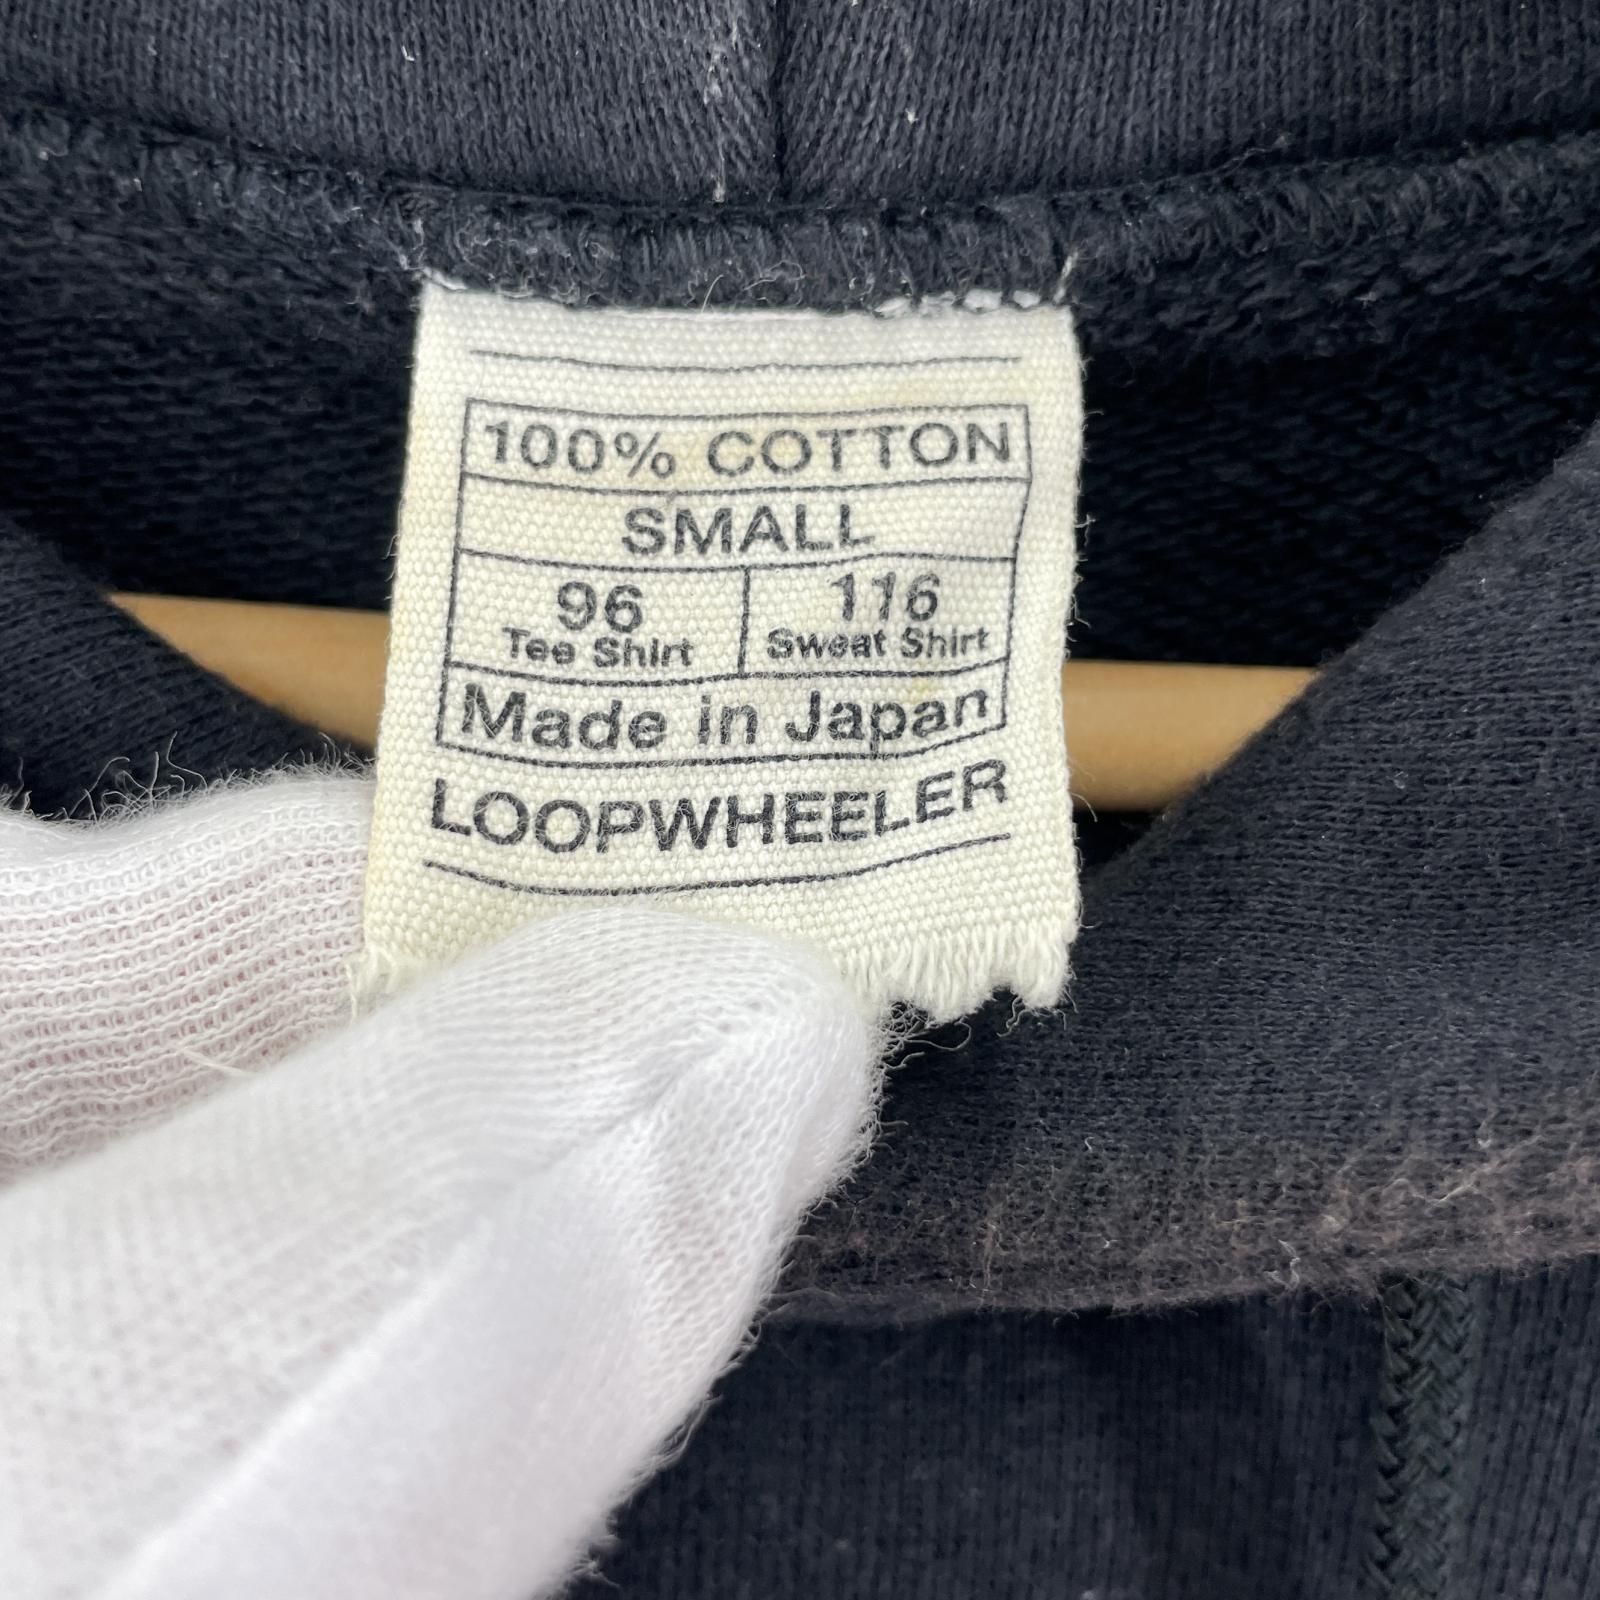 100% COTTON
SMALL
96 116
Tee Shirt Sweat Shirt
Made in Japan
LOOPWHEELER